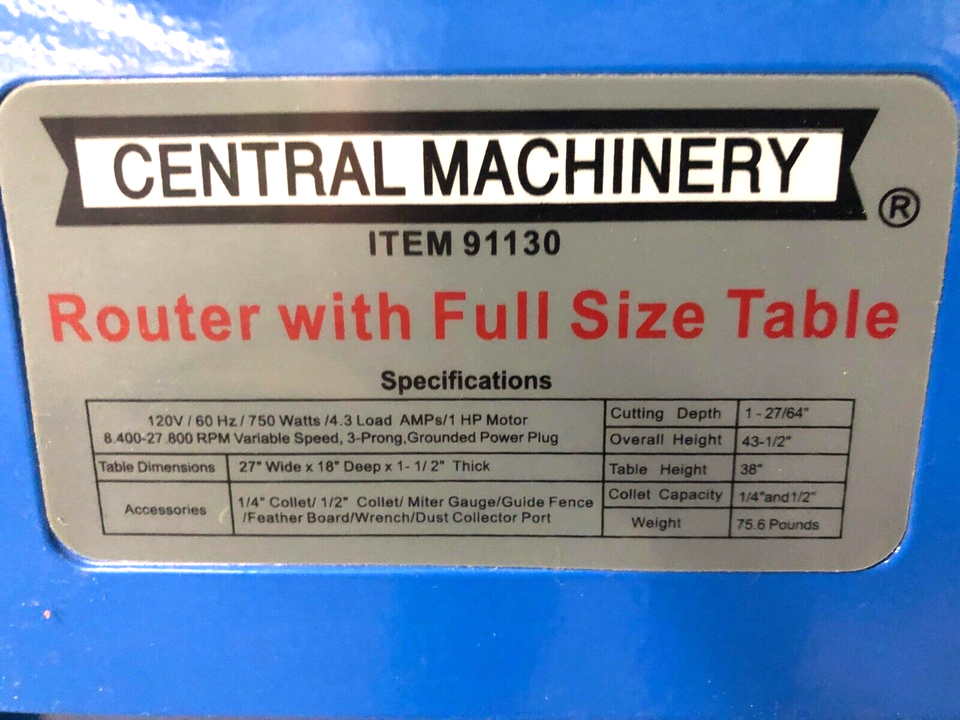 CENTRAL MACHINERY
®
ITEM 91130
Router with Full Size Table
Specifications
120V / 60 Hz / 750 Watts /4.3 Load AMPs/1 HP Motor
8.400-27.800 RPM Variable Speed, 3-Prong,Grounded Power Plug
Table Dimensions 27" Wide x 18" Deep x 1- 1/ 2" Thick
Accessories 1/4" Collet/ 1/2" Collet/ Miter Gauge/Guide Fence
/Feather Board/Wrench/Dust Collector Port
Cutting Depth 1 - 27/64"
Overall Height 43-1/2"
Table Height 38"
Collet Capacity 1/4"and1/2"
Weight 75.6 Pounds